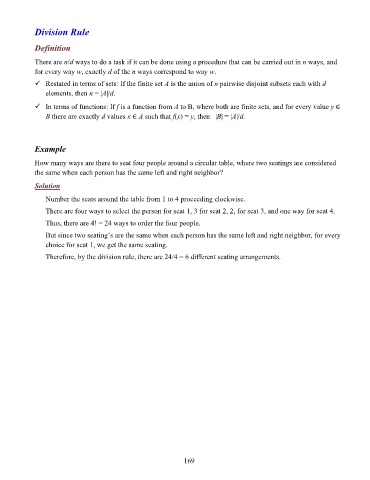 Division Rule
Definition
There are n/d ways to do a task if it can be done using a procedure that can be carried out in n ways, and
for every way w, exactly d of the n ways correspond to way w.
✓ Restated in terms of sets: If the finite set A is the union of n pairwise disjoint subsets each with d
elements, then n = |A|/d.
✓ In terms of functions: If f is a function from A to B, where both are finite sets, and for every value y ∈
B there are exactly d values x ∈ A such that f(x) = y, then |B| = |A|/d.
Example
How many ways are there to seat four people around a circular table, where two seatings are considered
the same when each person has the same left and right neighbor?
Solution
Number the seats around the table from 1 to 4 proceeding clockwise.
There are four ways to select the person for seat 1, 3 for seat 2, 2, for seat 3, and one way for seat 4.
Thus, there are 4! = 24 ways to order the four people.
But since two seating's are the same when each person has the same left and right neighbor, for every
choice for seat 1, we get the same seating.
Therefore, by the division rule, there are 24/4 = 6 different seating arrangements.
169